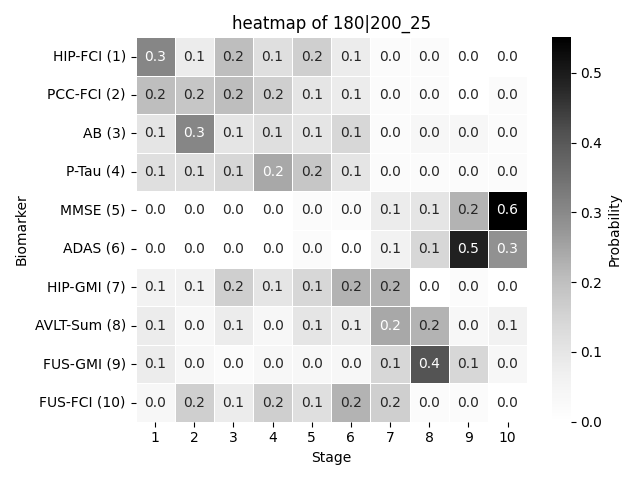 heatmap of 180|200_25
HIP-FCI (1) 0.3 0.1 0.2 0.1 0.2 0.1 0.0 0.0 0.0 0.0
PCC-FCI (2) 0.2 0.2 0.2 0.2 0.1 0.1 0.0 0.0 0.0 0.0
AB (3) 0.1 0.3 0.1 0.1 0.1 0.1 0.0 0.0 0.0 0.0
P-Tau (4) 0.1 0.1 0.1 0.2 0.2 0.1 0.0 0.0 0.0 0.0
MMSE (5) 0.0 0.0 0.0 0.0 0.0 0.0 0.1 0.1 0.2 0.6
ADAS (6) 0.0 0.0 0.0 0.0 0.0 0.0 0.1 0.1 0.5 0.3
HIP-GMI (7) 0.1 0.1 0.2 0.1 0.1 0.2 0.2 0.0 0.0 0.0
AVLT-Sum (8) 0.1 0.0 0.1 0.0 0.1 0.1 0.2 0.2 0.0 0.1
FUS-GMI (9) 0.1 0.0 0.0 0.0 0.0 0.0 0.1 0.4 0.1 0.0
FUS-FCI (10) 0.0 0.2 0.1 0.2 0.1 0.2 0.2 0.0 0.0 0.0
1 2 3 4 5 6 7 8 9 10
Stage
Biomarker
0.5
0.4
0.3
0.2
0.1
0.0
Probability